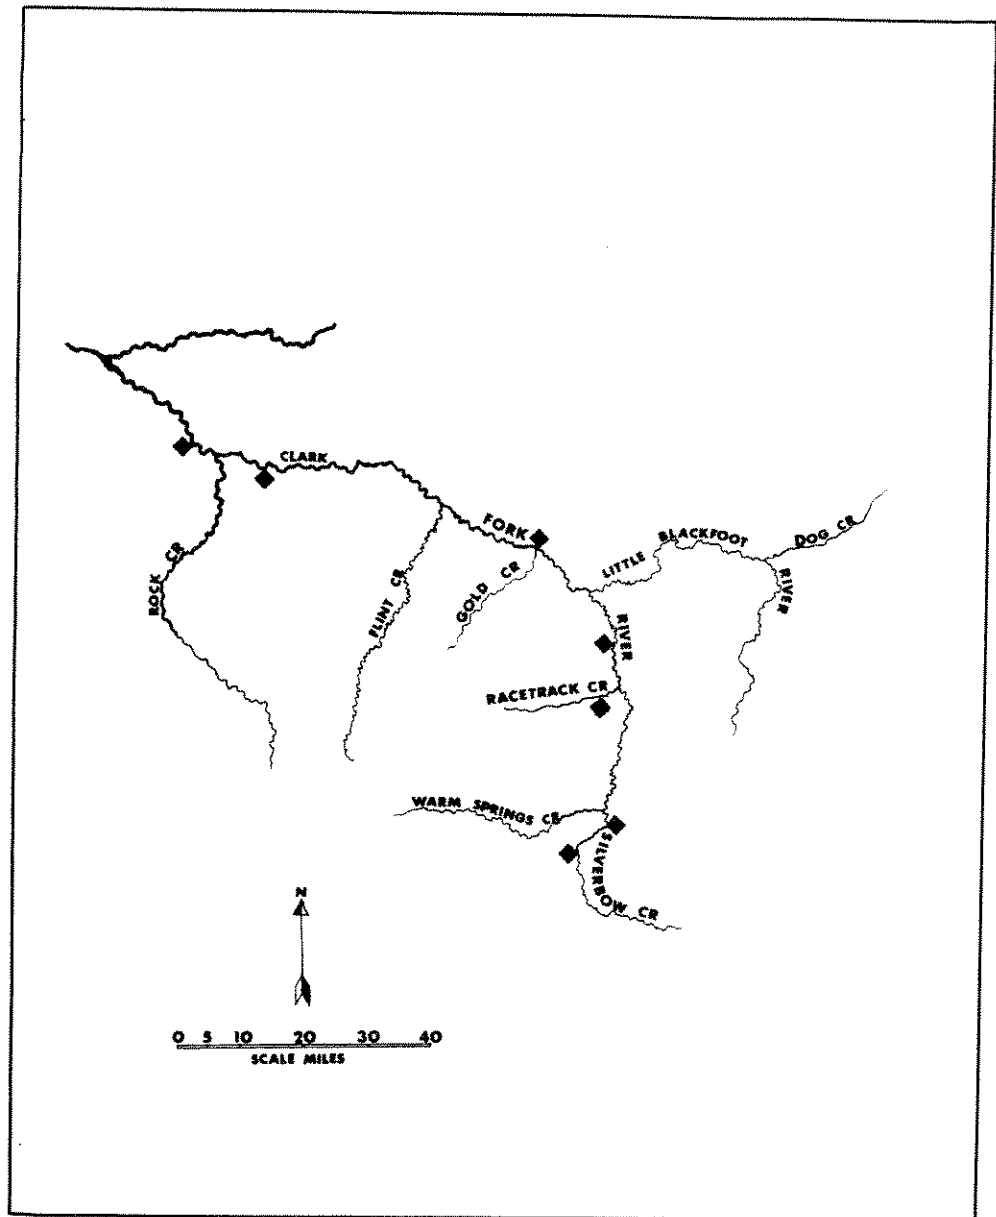 CLARK
FORK
RIVER
ROCK CR
FLINT CR
GOLD CR
LITTLE BLACKFOOT RIVER
DOG CR
RACETRACK CR
WARM SPRINGS CR
SILVERBOW CR
N
0 5 10 20 30 40
SCALE MILES